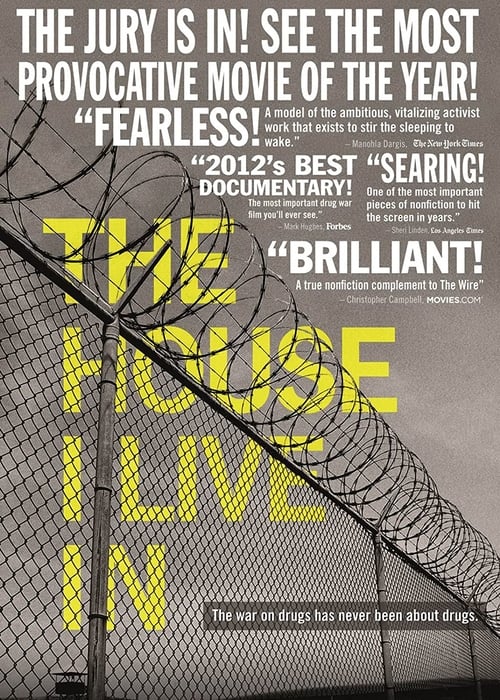 THE JURY IS IN! SEE THE MOST
PROVOCATIVE MOVIE OF THE YEAR!
"FEARLESS!
A model of the ambitious, vitalizing activist
work that exists to stir the sleeping to
wake."
– Manohla Dargis, The New York Times
"2012's BEST
DOCUMENTARY!
The most important drug war
film you'll ever see."
– Mark Hughes, Forbes
"SEARING!
One of the most important
pieces of nonfiction to hit
the screen in years."
– Sheri Linden, Los Angeles Times
"BRILLIANT!
A true nonfiction complement to The Wire"
– Christopher Campbell, MOVIES.COM
THE
HOUSE
I LIVE
IN
The war on drugs has never been about drugs.